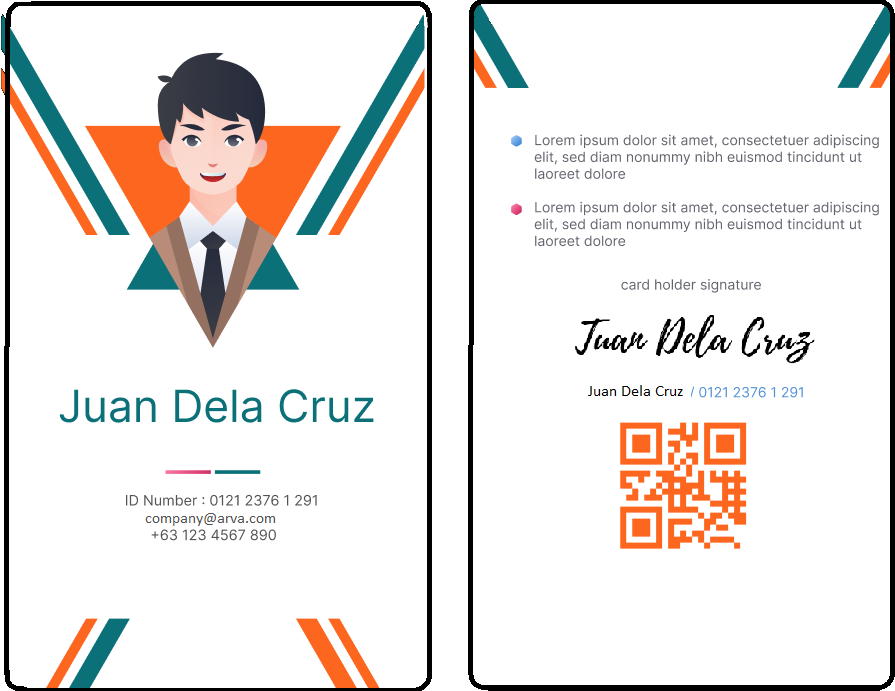 Juan Dela Cruz
ID Number : 0121 2376 1 291
company@arva.com
+63 123 4567 890
Lorem ipsum dolor sit amet, consectetuer adipiscing
elit, sed diam nonummy nibh euismod tincidunt ut
laoreet dolore
Lorem ipsum dolor sit amet, consectetuer adipiscing
elit, sed diam nonummy nibh euismod tincidunt ut
laoreet dolore
card holder signature
Juan Dela Cruz
Juan Dela Cruz / 0121 2376 1 291